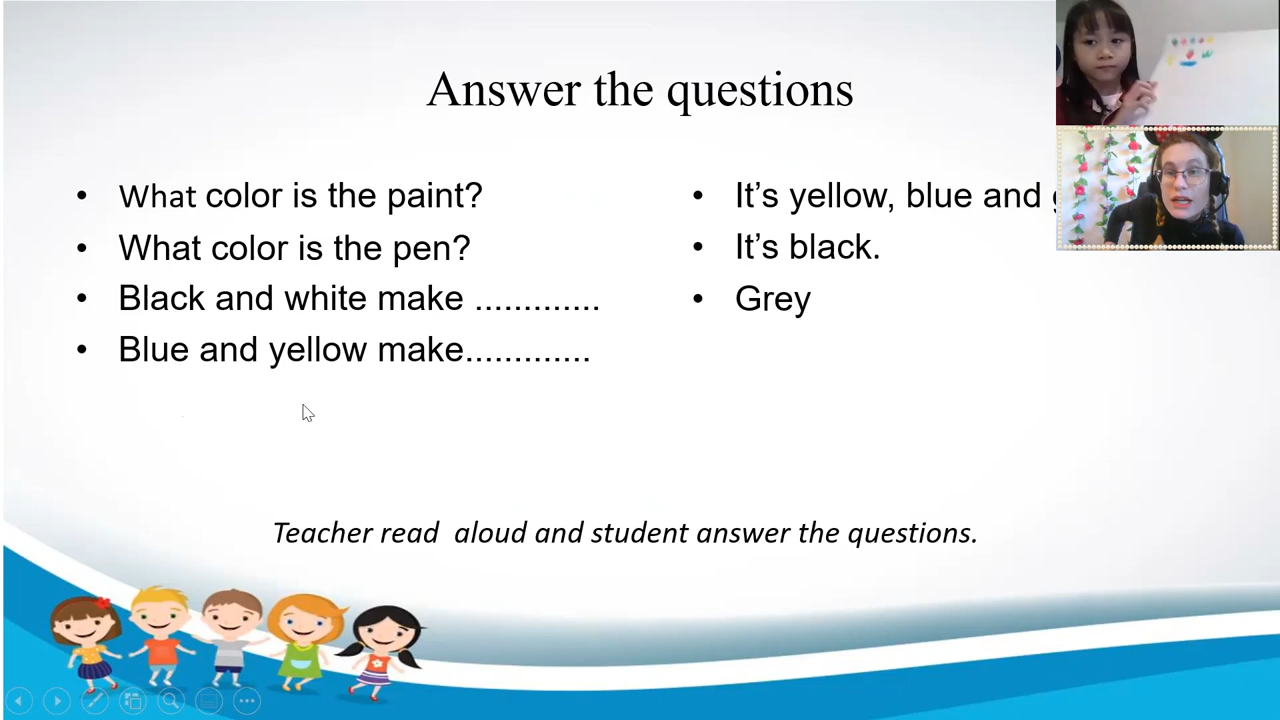 Answer the questions
What color is the paint?
What color is the pen?
Black and white make .............
Blue and yellow make.............
It’s yellow, blue and
It’s black.
Grey
Teacher read  aloud and student answer the questions.